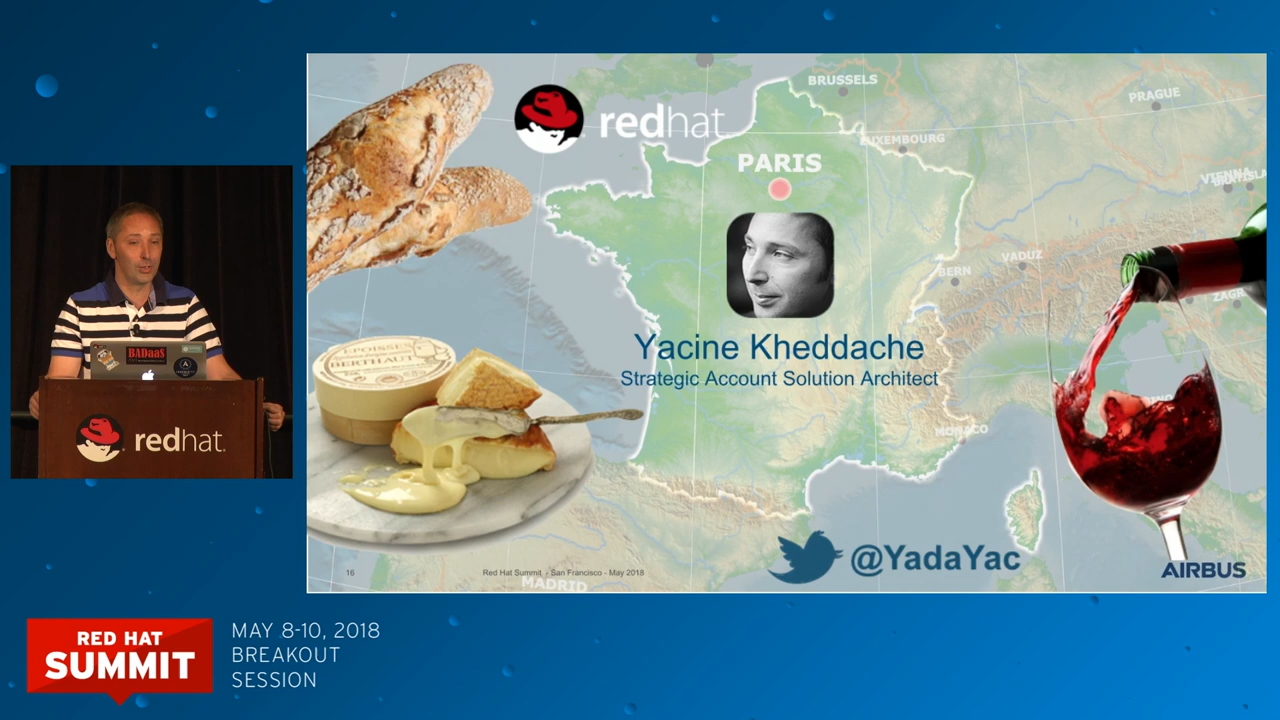 redhat
BRUSSELS
PRAGUE
LUXEMBOURG
PARIS
BERN
VADUZ
Yacine Kheddache
Strategic Account Solution Architect
EPOISSES
BERTHAUT
MONACO
@YadaYac
16
Red Hat Summit - San Francisco - May 2018
MADRID
AIRBUS
BADaaS
redhat.
RED HAT
SUMMIT
MAY 8-10, 2018
BREAKOUT
SESSION